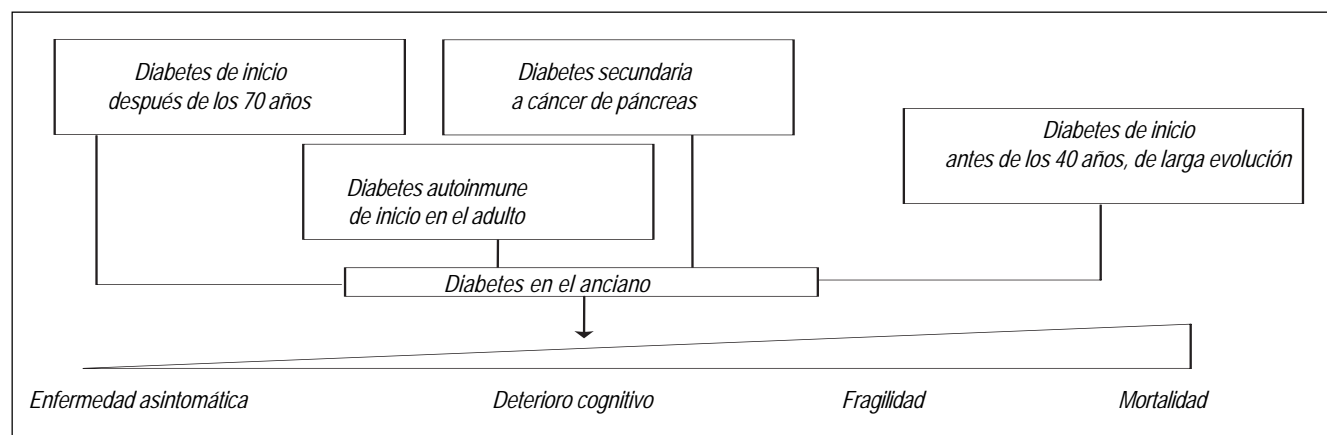 Diabetes de inicio
después de los 70 años
Diabetes secundaria
a cáncer de páncreas
Diabetes de inicio
antes de los 40 años, de larga evolución
Diabetes autoinmune
de inicio en el adulto
Diabetes en el anciano
Enfermedad asintomática
Deterioro cognitivo
Fragilidad
Mortalidad